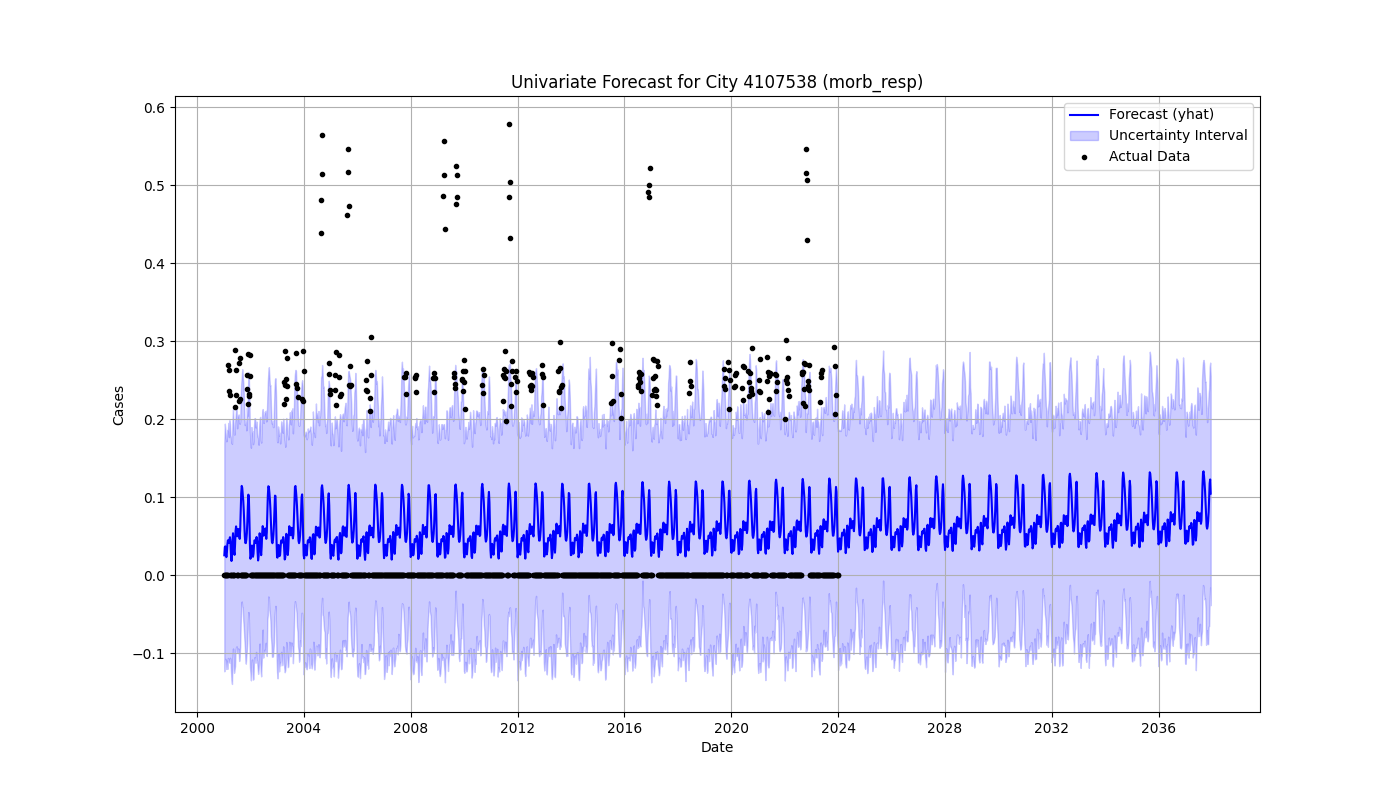 Univariate Forecast for City 4107538 (morb_resp)
Forecast (yhat)
Uncertainty Interval
Actual Data
Cases
0.6
0.5
0.4
0.3
0.2
0.1
0.0
−0.1
2000 2004 2008 2012 2016 2020 2024 2028 2032 2036
Date